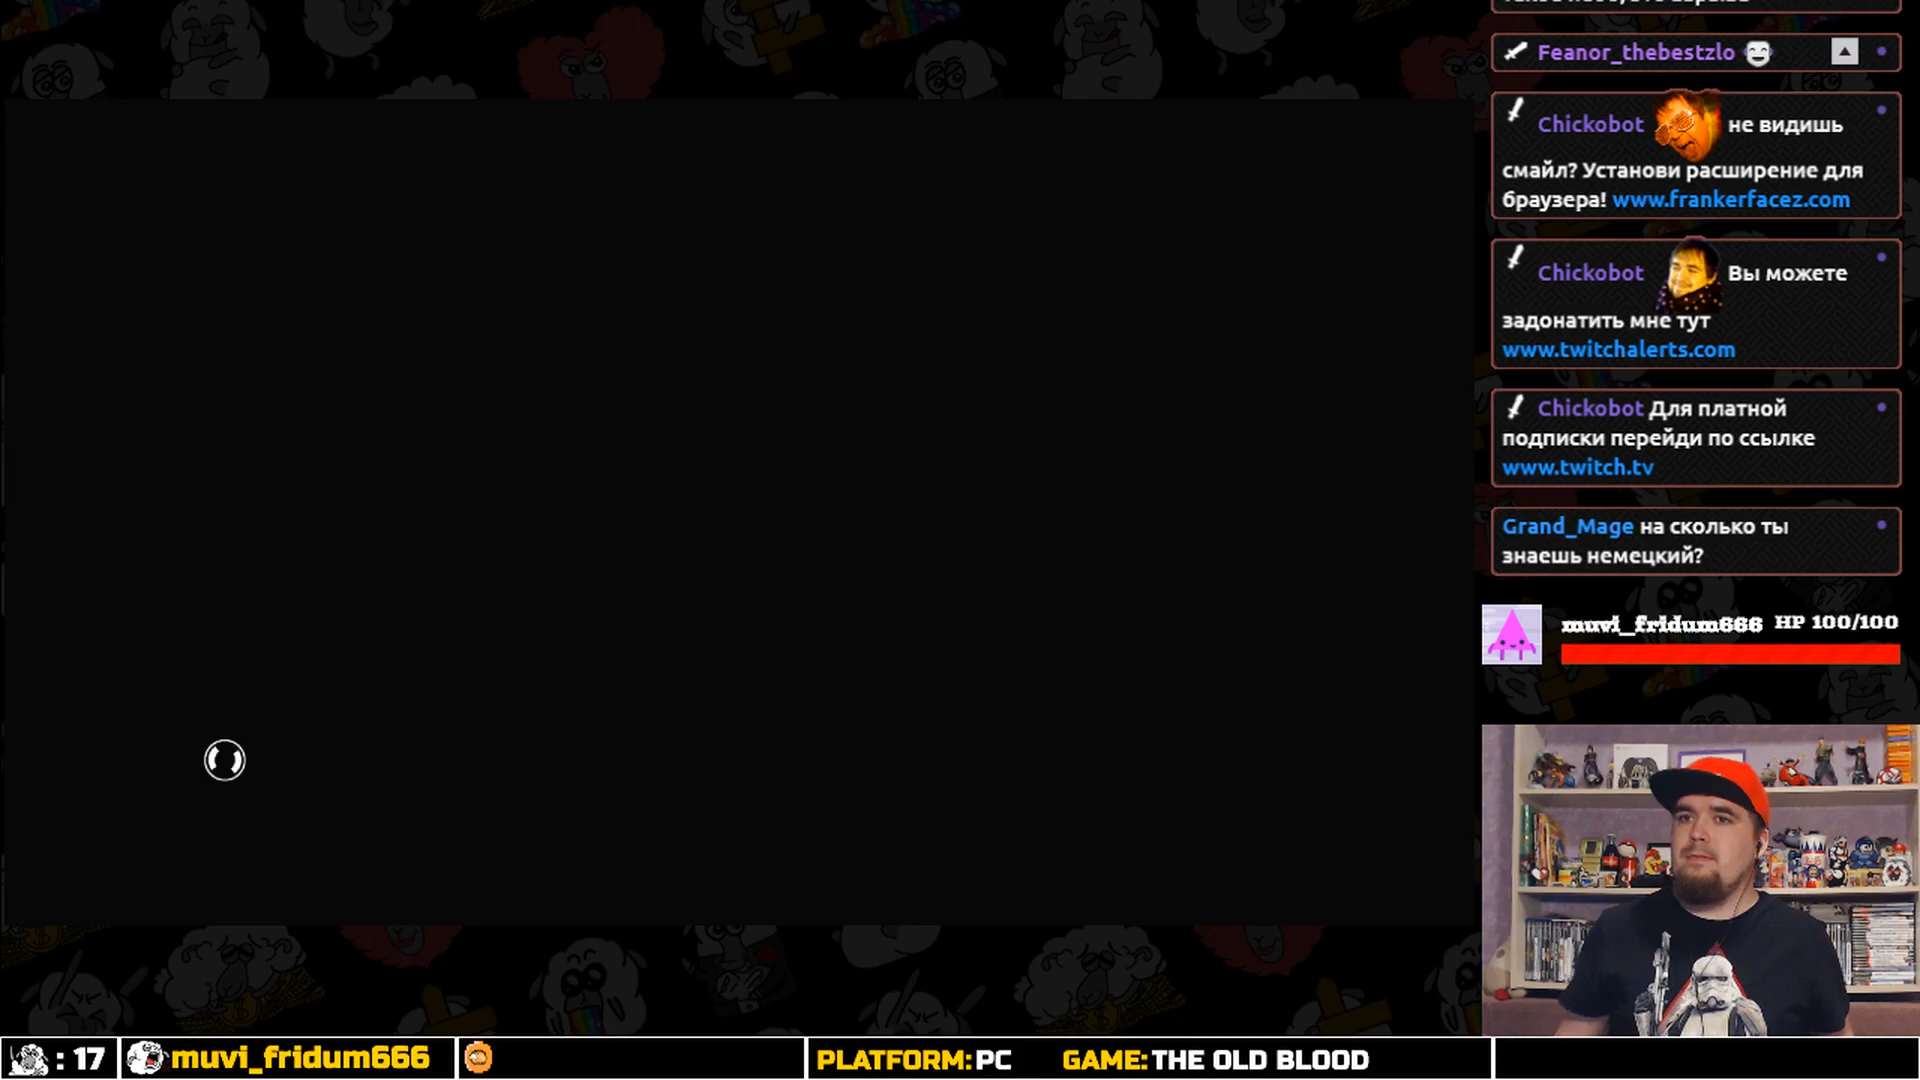 Feanor_thebestzlo
Chickobot не видишь
смайл? Установи расширение для
браузера! www.frankerfacez.com
Chickobot Вы можете
задонатить мне тут
www.twitchalerts.com
Chickobot Для платной
подписки перейди по ссылке
www.twitch.tv
Grand_Mage на сколько ты
знаешь немецкий?
muvi_fridum666 HP 100/100
: 17 muvi_fridum666 PLATFORM: PC GAME: THE OLD BLOOD